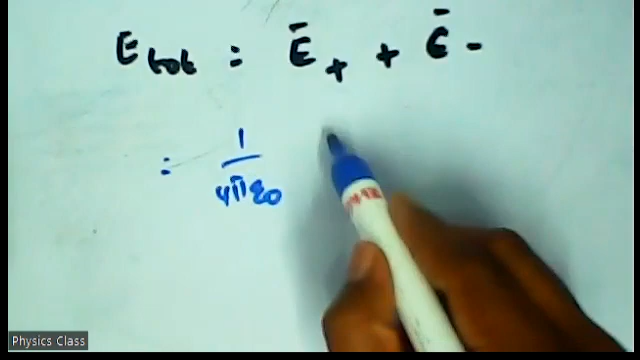 E tot = Ē₊ + Ē₋
= 1/4πε₀
Physics Class